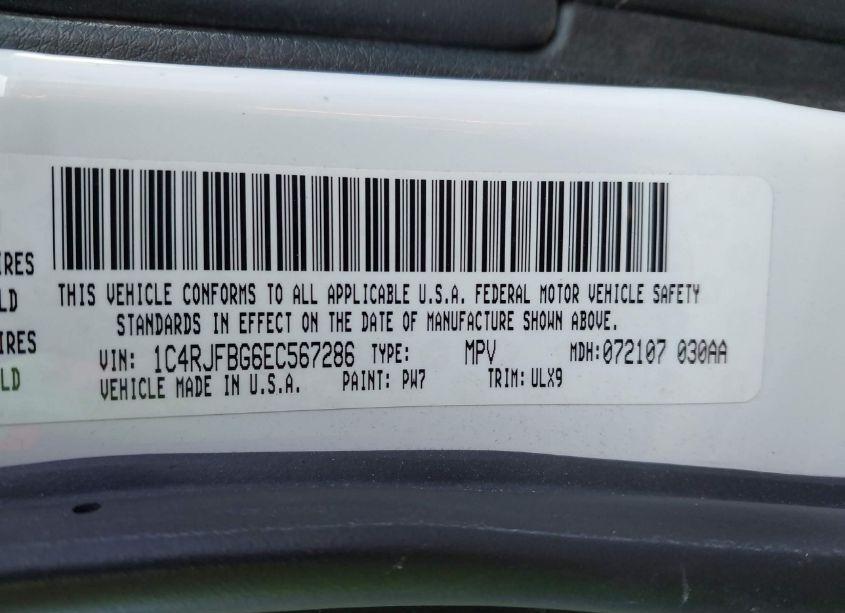 IRES
LD
IRES
LD
THIS VEHICLE CONFORMS TO ALL APPLICABLE U.S.A. FEDERAL MOTOR VEHICLE SAFETY
STANDARDS IN EFFECT ON THE DATE OF MANUFACTURE SHOWN ABOVE.
VIN: 1C4RJFBG6EC567286 TYPE: MPV MDH:072107 030AA
VEHICLE MADE IN U.S.A. PAINT: PW7 TRIM:ULX9